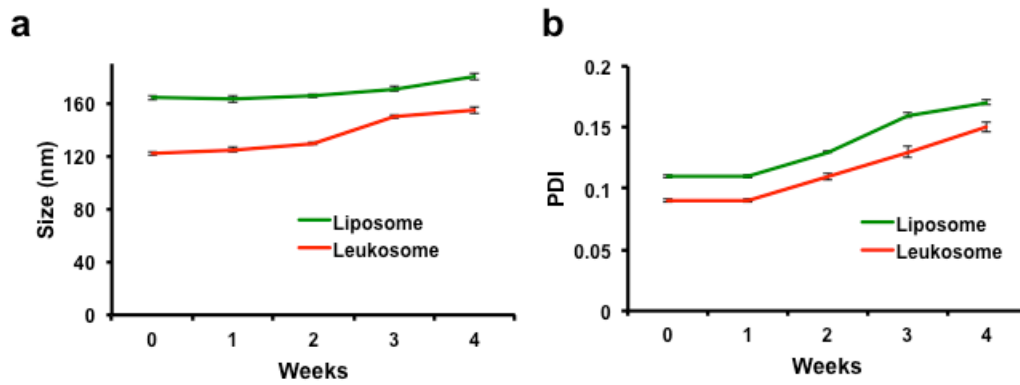 a
Size (nm)
160
120
80
40
0
Liposome
Leukosome
0 1 2 3 4
Weeks
b
PDI
0.2
0.15
0.1
0.05
0
Liposome
Leukosome
0 1 2 3 4
Weeks